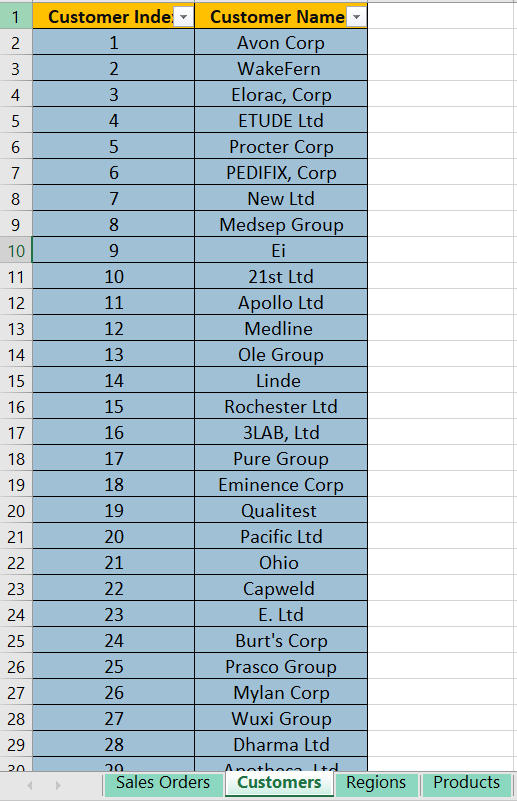 1 Customer Inde Customer Name
2 1 Avon Corp
3 2 WakeFern
4 3 Elorac, Corp
5 4 ETUDE Ltd
6 5 Procter Corp
7 6 PEDIFIX, Corp
8 7 New Ltd
9 8 Medsep Group
10 9 Ei
11 10 21st Ltd
12 11 Apollo Ltd
13 12 Medline
14 13 Ole Group
15 14 Linde
16 15 Rochester Ltd
17 16 3LAB, Ltd
18 17 Pure Group
19 18 Eminence Corp
20 19 Qualitest
21 20 Pacific Ltd
22 21 Ohio
23 22 Capweld
24 23 E. Ltd
25 24 Burt's Corp
26 25 Prasco Group
27 26 Mylan Corp
28 27 Wuxi Group
29 28 Dharma Ltd
30 29 Ltd
Sales Orders Customers Regions Products